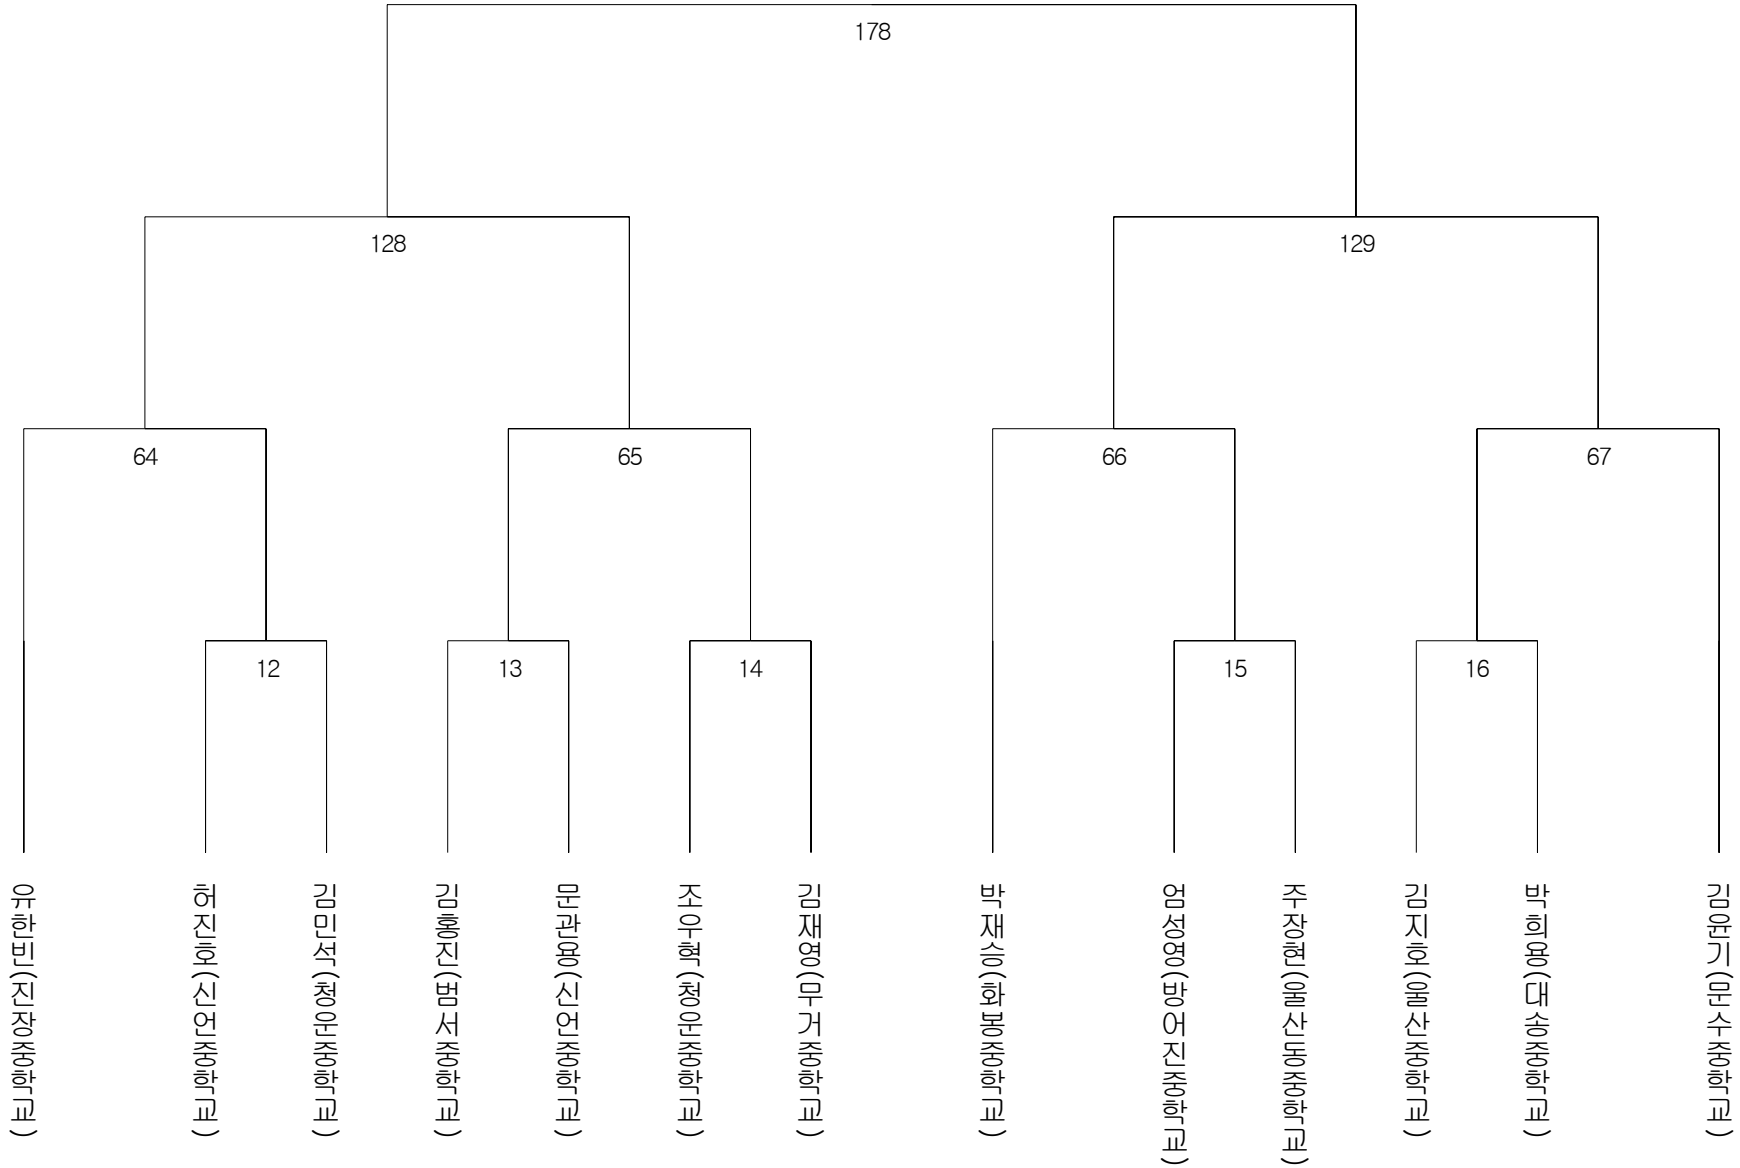 178
128
129
64
65
66
67
12
13
14
15
16
유한빈(진장중학교)
허진호(신언중학교)
김민석(청운중학교)
김홍진(범서중학교)
문관용(신언중학교)
조우혁(청운중학교)
김재영(무거중학교)
박재승(화봉중학교)
엄성영(방어진중학교)
주장현(울산동중학교)
김지호(울산중학교)
박희용(대송중학교)
김윤기(문수중학교)